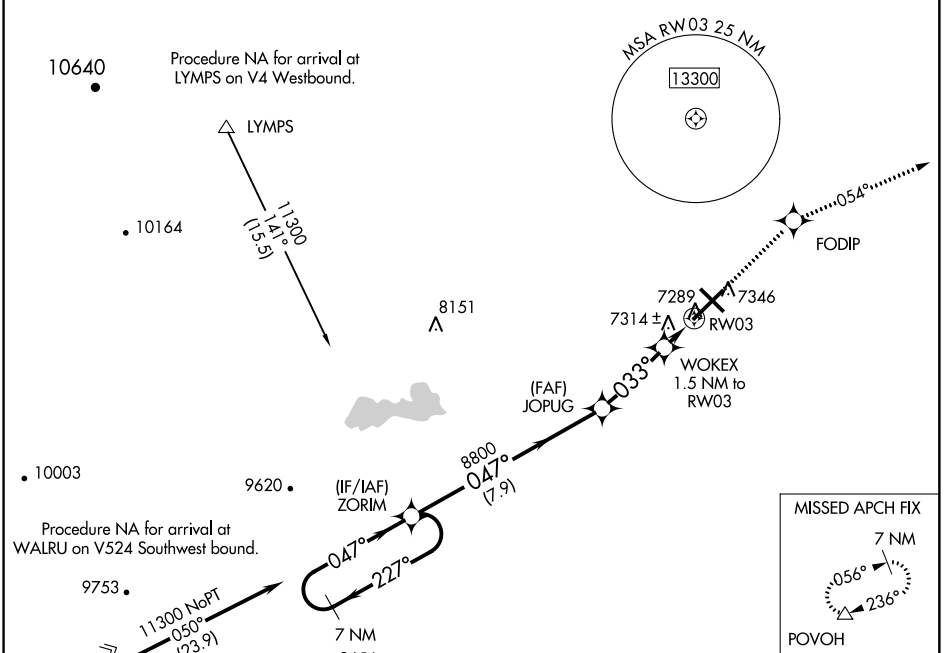 10640
Procedure NA for arrival at
LYMPS on V4 Westbound.
LYMPS
11300
141°
(15.5)
10164
MSA RW03 25 NM
13300
054°
FODIP
8151
7289
7346
7314 ±
RW03
WOKEX
1.5 NM to
RW03
033°
(FAF)
JOPUG
8800
047°
(7.9)
10003
9620
(IF/IAF)
ZORIM
Procedure NA for arrival at
WALRU on V524 Southwest bound.
9753
047°
227°
11300 NoPT
050°
(23.9)
7 NM
MISSED APCH FIX
7 NM
056°
236°
POVOH